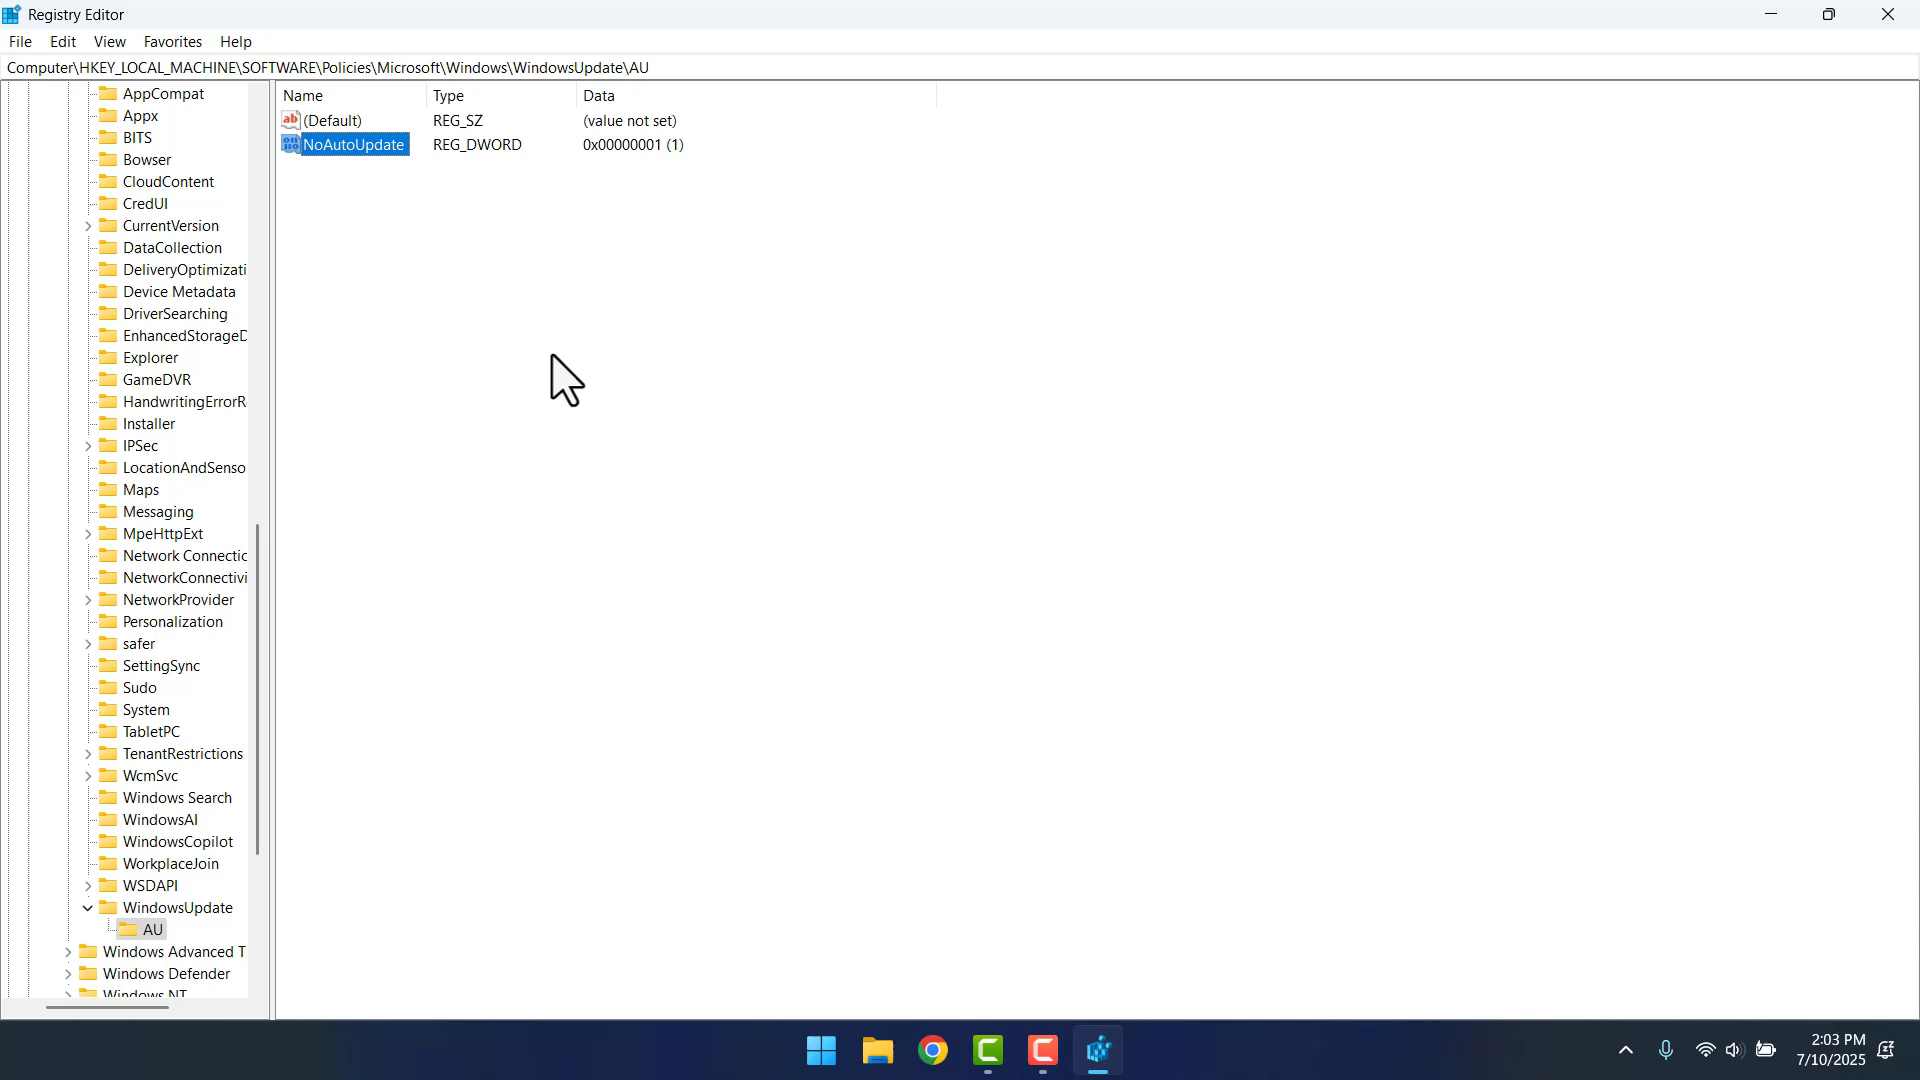 Registry Editor
File Edit View Favorites Help
Computer\HKEY_LOCAL_MACHINE\SOFTWARE\Policies\Microsoft\Windows\WindowsUpdate\AU
AppCompat
Appx
BITS
Bowser
CloudContent
CredUI
CurrentVersion
DataCollection
DeliveryOptimizati
Device Metadata
DriverSearching
EnhancedStorageD
Explorer
GameDVR
HandwritingErrorR
Installer
IPSec
LocationAndSenso
Maps
Messaging
MpeHttpExt
Network Connectic
NetworkConnectivi
NetworkProvider
Personalization
safer
SettingSync
Sudo
System
TabletPC
TenantRestrictions
WcmSvc
Windows Search
WindowsAI
WindowsCopilot
WorkplaceJoin
WSDAPI
WindowsUpdate
AU
Windows Advanced T
Windows Defender
Windows NT
Name Type Data
(Default) REG_SZ (value not set)
NoAutoUpdate REG_DWORD 0x00000001 (1)
2:03 PM
7/10/2025